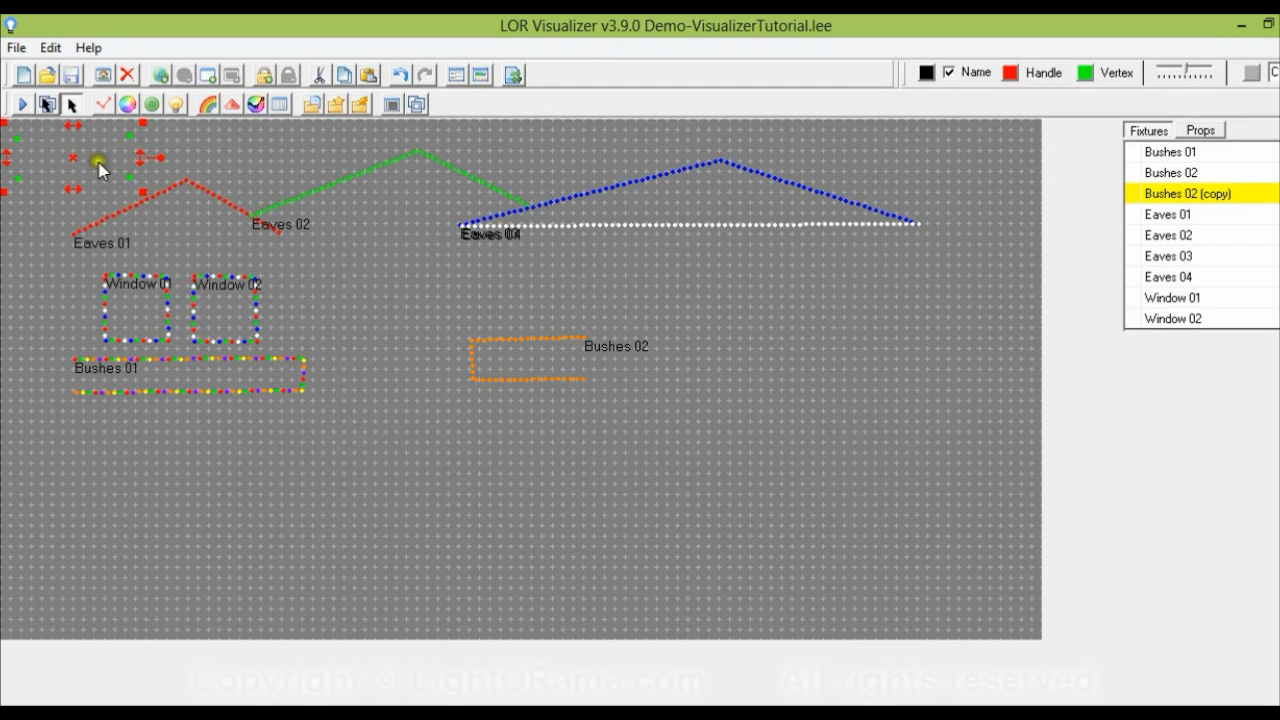 LOR Visualizer v3.9.0 Demo-VisualizerTutorial.lee
File Edit Help
Name Handle Vertex
Fixtures Props
Bushes 01
Bushes 02
Bushes 02 (copy)
Eaves 01
Eaves 02
Eaves 03
Eaves 04
Window 01
Window 02
Eaves 02
Eaves 01
Window 01 Window 02
Bushes 02
Bushes 01
Copyright © LightORama.com All rights reserved